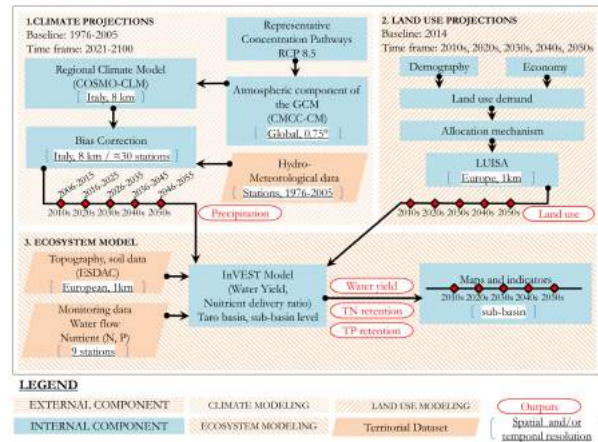 1.CLIMATE PROJECTIONS
Baseline: 1976-2005
Time frame: 2021-2100
Representative
Concentration Pathways
RCP 8.5
Regional Climate Model
(COSMO-CLM)
[ Italy, 8 km ]
Atmospheric component of
the GCM
(CMCC-CM)
[ Global, 0.75° ]
Bias Correction
[ Italy, 8 km / ≡30 stations ]
Hydro-
Meteorological data
[ Stations, 1976-2005 ]
2006-2015
2016-2025
2026-2035
2036-2045
2046-2055
2010s 2020s 2030s 2040s 2050s
Precipitation
2. LAND USE PROJECTIONS
Baseline: 2014
Time frame: 2010s, 2020s, 2030s, 2040s, 2050s
Demography
Economy
Land use demand
Allocation mechanism
LUISA
[ Europe, 1km ]
2010s 2020s 2030s 2040s 2050s
Land use
3. ECOSYSTEM MODEL
Topography, soil data
(ESDAC)
[ European, 1km ]
Monitoring data
Water flow
Nutrient (N, P)
[ 9 stations ]
InVEST Model
(Water Yield,
Nuitrient delivery ratio)
Taro basin, sub-basin level
Water yield
TN retention
TP retention
Maps and indicators
2010s 2020s 2030s 2040s 2050s
[ sub-basin ]
LEGEND
EXTERNAL COMPONENT
CLIMATE MODELING
LAND USE MODELING
Outputs
INTERNAL COMPONENT
ECOSYSTEM MODELING
Territorial Dataset
[ Spatial and/or
temporal resolution ]